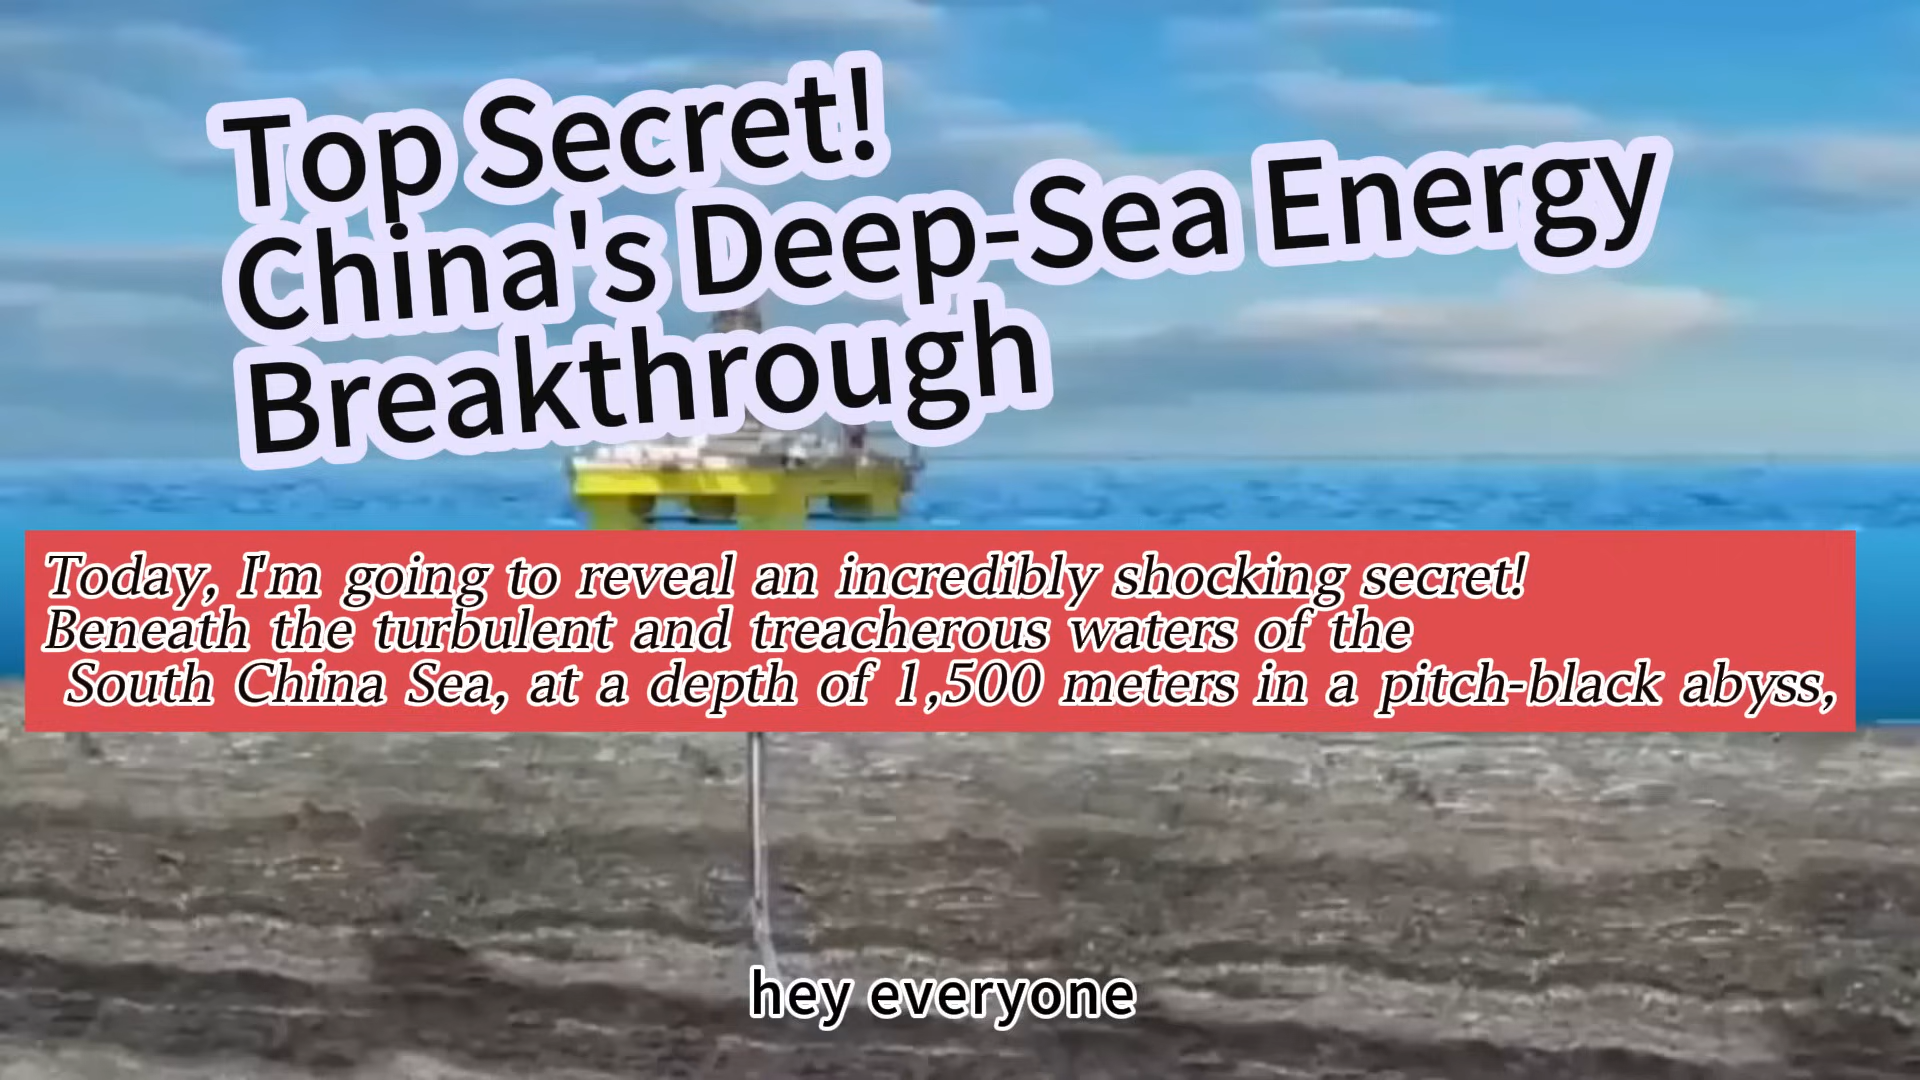 Top Secret!
China's Deep-Sea Energy
Breakthrough
Today, I'm going to reveal an incredibly shocking secret!
Beneath the turbulent and treacherous waters of the
South China Sea, at a depth of 1,500 meters in a pitch-black abyss,
hey everyone